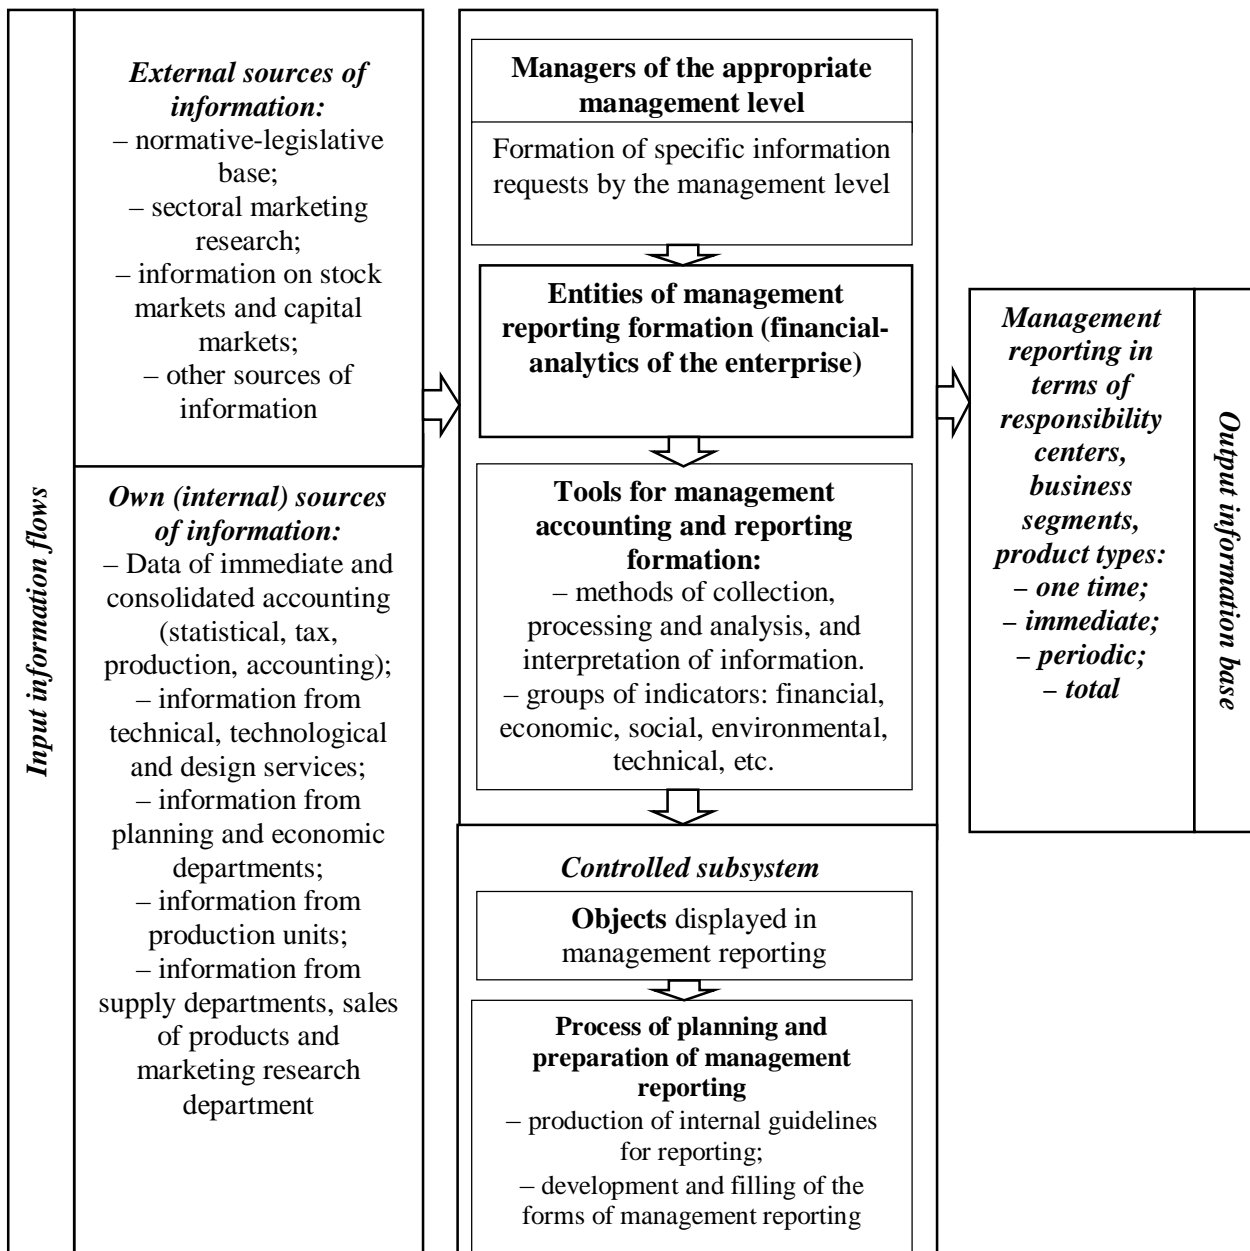 Input information flows
External sources of
information:
– normative-legislative
base;
– sectoral marketing
research;
– information on stock
markets and capital
markets;
– other sources of
information
Own (internal) sources
of information:
– Data of immediate and
consolidated accounting
(statistical, tax,
production, accounting);
– information from
technical, technological
and design services;
– information from
planning and economic
departments;
– information from
production units;
– information from
supply departments, sales
of products and
marketing research
department
Managers of the appropriate
management level
Formation of specific information
requests by the management level
Entities of management
reporting formation (financial-
analytics of the enterprise)
Tools for management
accounting and reporting
formation:
– methods of collection,
processing and analysis, and
interpretation of information.
– groups of indicators: financial,
economic, social, environmental,
technical, etc.
Controlled subsystem
Objects displayed in
management reporting
Process of planning and
preparation of management
reporting
– production of internal guidelines
for reporting;
– development and filling of the
forms of management reporting
Management
reporting in
terms of
responsibility
centers,
business
segments,
product types:
– one time;
– immediate;
– periodic;
– total
Output information base